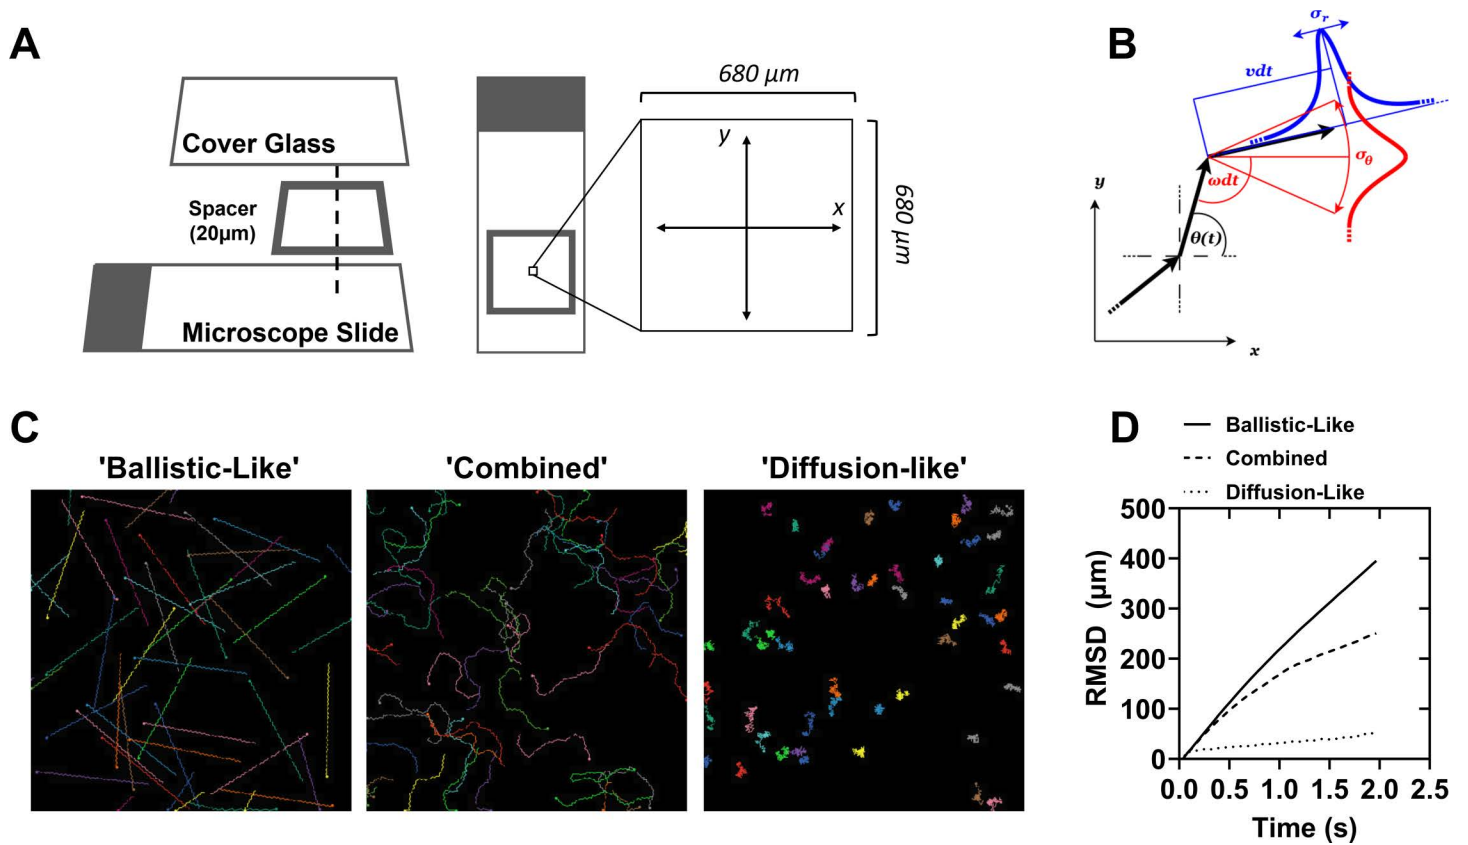 A
Cover Glass
Spacer
(20µm)
Microscope Slide
680 µm
y
x
680 µm
B
σr
vdt
σθ
ωdt
θ(t)
y
x
C
'Ballistic-Like'
'Combined'
'Diffusion-like'
D
Ballistic-Like
Combined
Diffusion-Like
RMSD (µm)
500
400
300
200
100
0
0.0 0.5 1.0 1.5 2.0 2.5
Time (s)